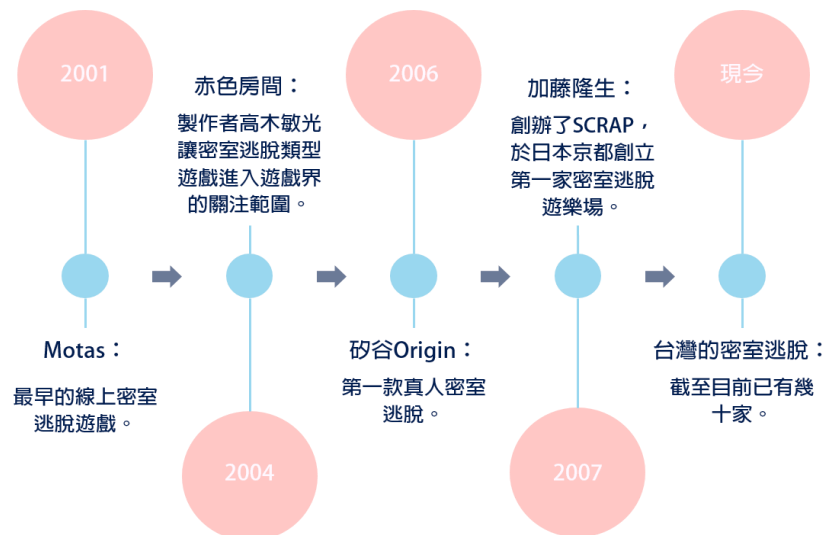 2001
Motas：
最早的線上密室
逃脫遊戲。
赤色房間：
製作者高木敏光
讓密室逃脫類型
遊戲進入遊戲界
的關注範圍。
2004
2006
矽谷Origin：
第一款真人密室
逃脫。
加藤隆生：
創辦了SCRAP，
於日本京都創立
第一家密室逃脫
遊樂場。
2007
現今
台灣的密室逃脫：
截至目前已有幾
十家。